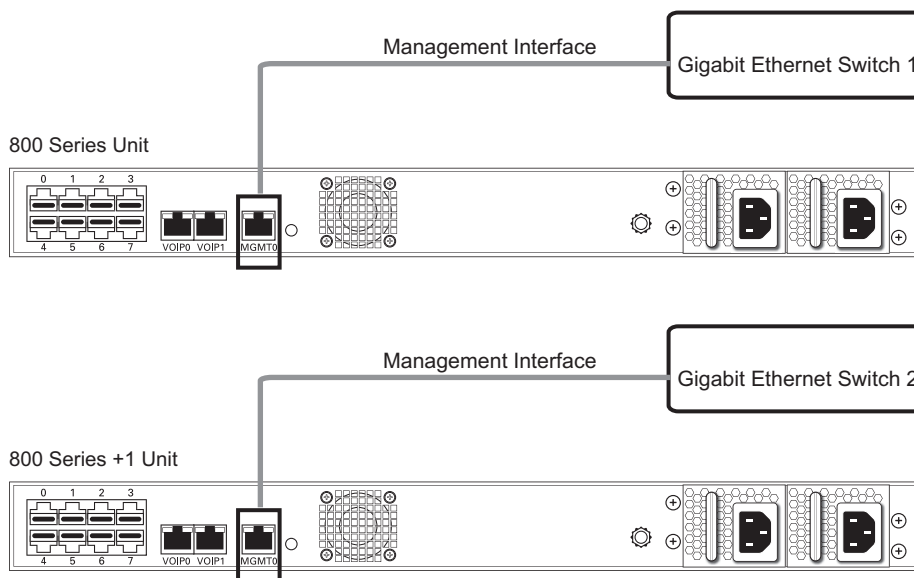 Management Interface
Gigabit Ethernet Switch 1
800 Series Unit
0 1 2 3
4 5 6 7
VOIP0 VOIP1 MGMT0
Management Interface
Gigabit Ethernet Switch 2
800 Series +1 Unit
0 1 2 3
4 5 6 7
VOIP0 VOIP1 MGMT0